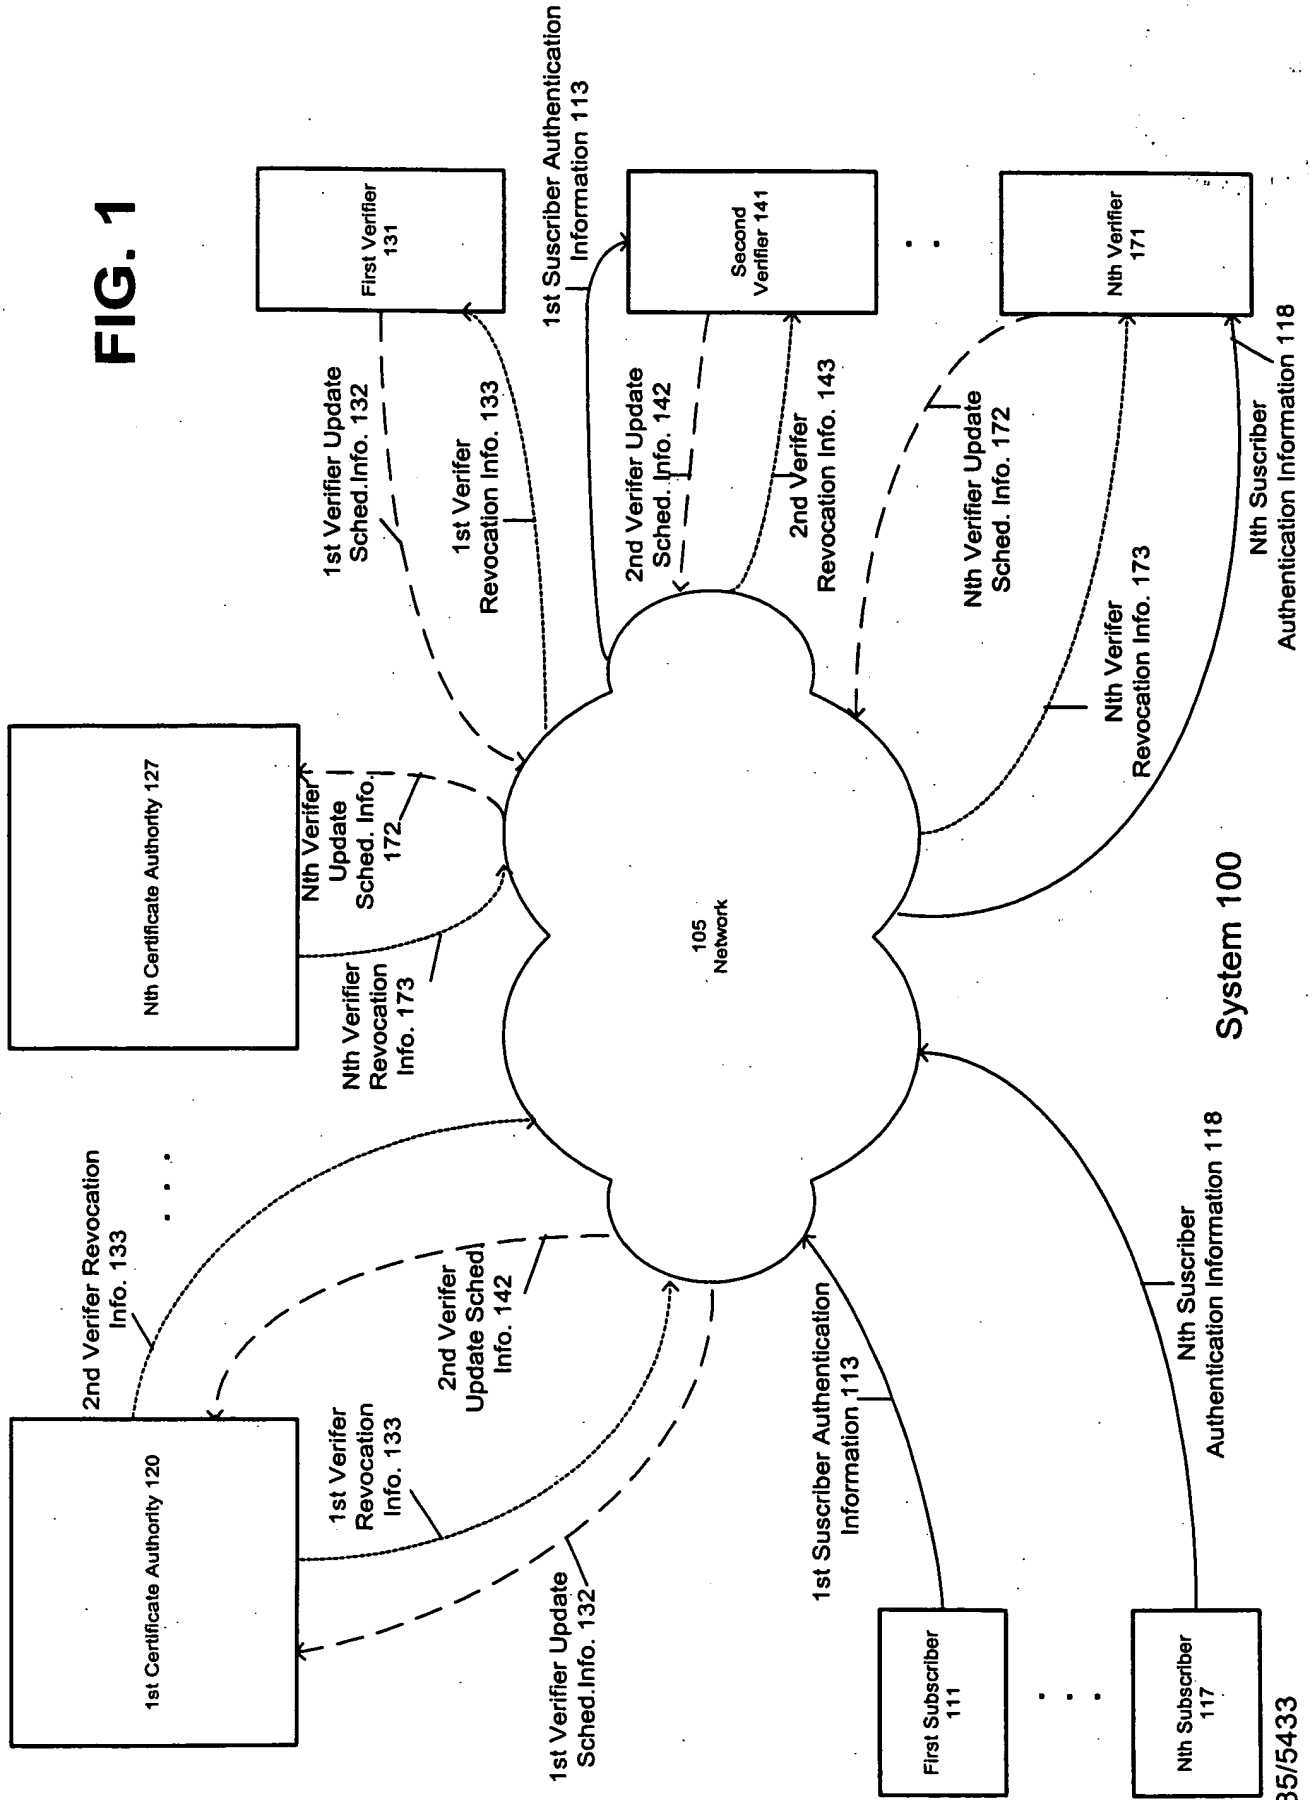 FIG. 1
1st Certificate Authority 120
2nd Verifer Revocation
Info. 133
. . .
Nth Certificate Authority 127
1st Verifer
Revocation
Info. 133
1st Verifier Update
Sched.Info. 132
2nd Verifer
Update Sched.
Info. 142
Nth Verifier
Revocation
Info. 173
Nth Verifer
Update
Sched. Info.
172
1st Verifier Update
Sched.Info. 132
1st Verifer
Revocation Info. 133
First Verifier
131
1st Suscriber Authentication
Information 113
105
Network
2nd Verifer Update
Sched. Info. 142
2nd Verifer
Revocation Info. 143
Second
Verifier 141
. .
Nth Verifier Update
Sched. Info. 172
Nth Verifer
Revocation Info. 173
Nth Verifier
171
Nth Suscriber
Authentication Information 118
First Subscriber
111
. . .
Nth Subscriber
117
1st Suscriber Authentication
Information 113
Nth Suscriber
Authentication Information 118
System 100
35/5433